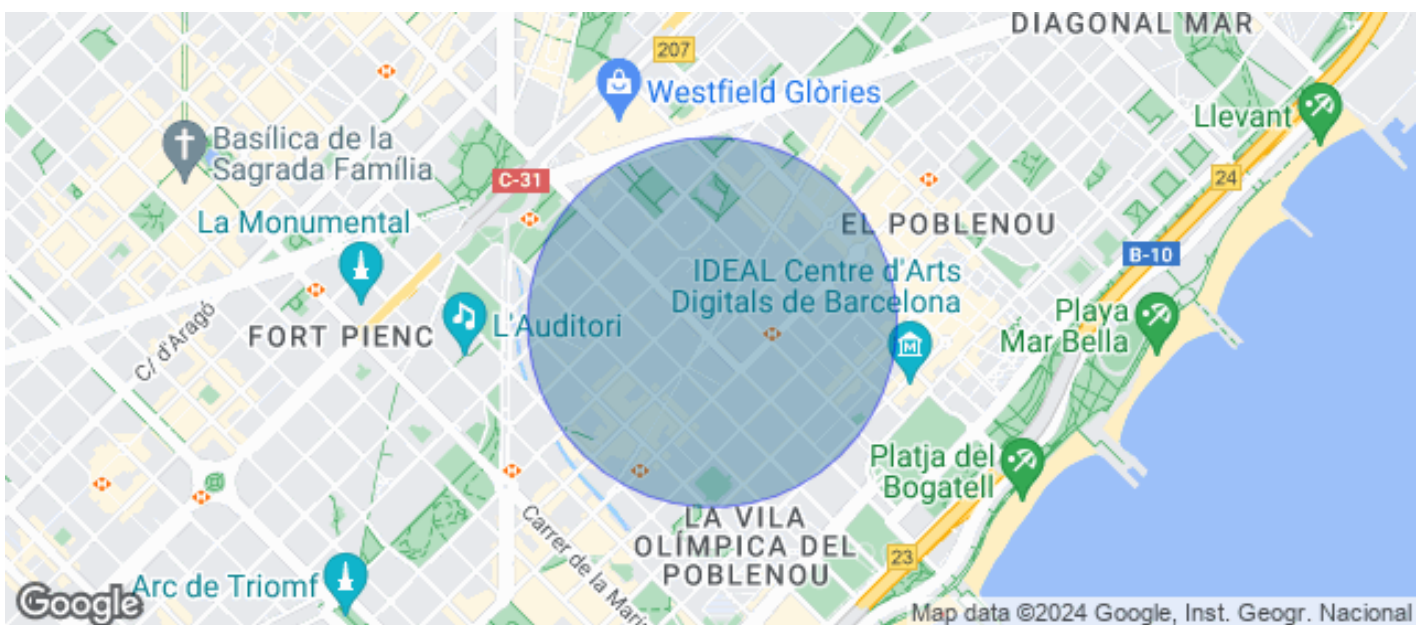 DIAGONAL MAR
207
Westfield Glòries
Llevant
Basílica de la
Sagrada Família
C-31
24
La Monumental
EL POBLENOU
B-10
IDEAL Centre d'Arts
Digitals de Barcelona
Playa
Mar Bella
C/ d'Aragó
FORT PIENC
L'Auditori
M
Platja del
Bogatell
LA VILA
OLÍMPICA DEL
POBLENOU
Carrer de la Marin
23
Arc de Triomf
Google
Map data ©2024 Google, Inst. Geogr. Nacional